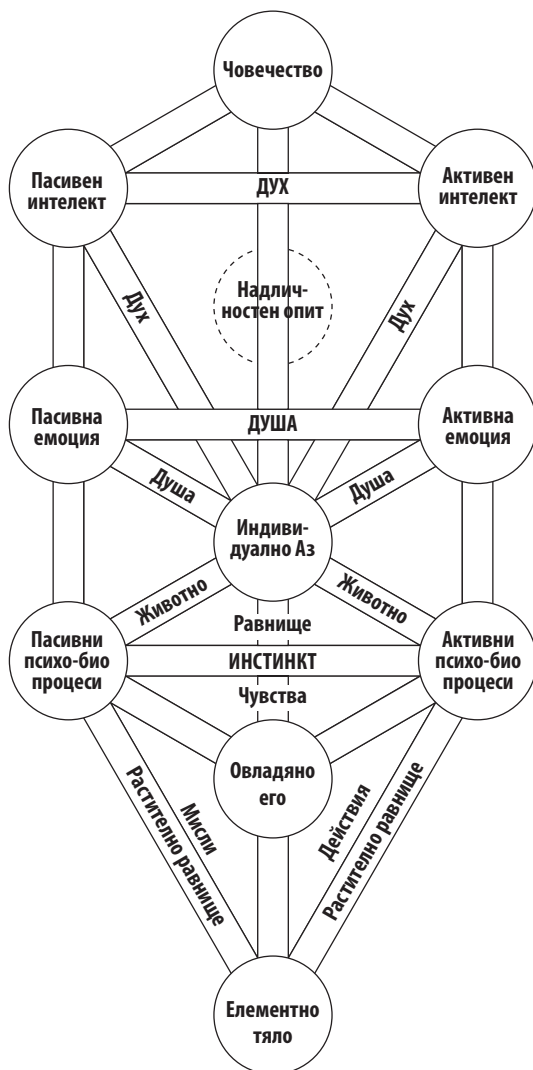 Човечество
Пасивен
интелект
ДУХ
Активен
интелект
Дух
Надлич-
ностен опит
Дух
Пасивна
емоция
ДУША
Активна
емоция
Душа
Душа
Индиви-
дуално Аз
Животно
Животно
Равнище
Пасивни
психо-био
процеси
ИНСТИНКТ
Активни
психо-био
процеси
Чувства
Овладяно
его
Растително равнище
Мисли
Действия
Растително равнище
Елементно
тяло